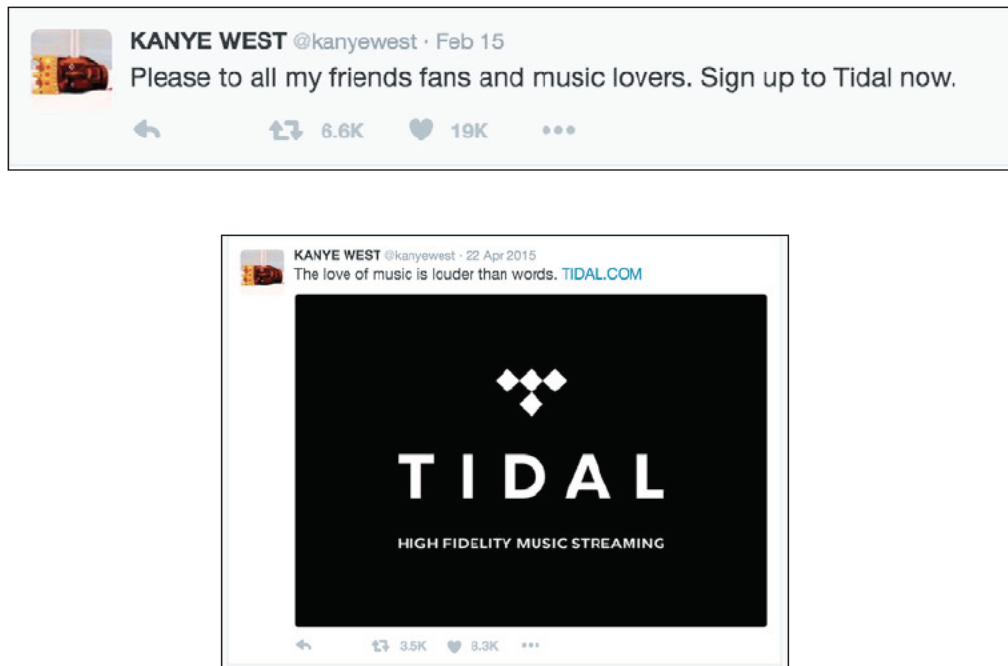 KANYE WEST @kanyewest · Feb 15
Please to all my friends fans and music lovers. Sign up to Tidal now.
6.6K 19K
KANYE WEST @kanyewest · 22 Apr 2015
The love of music is louder than words. TIDAL.COM
TIDAL
HIGH FIDELITY MUSIC STREAMING
3.5K 8.3K